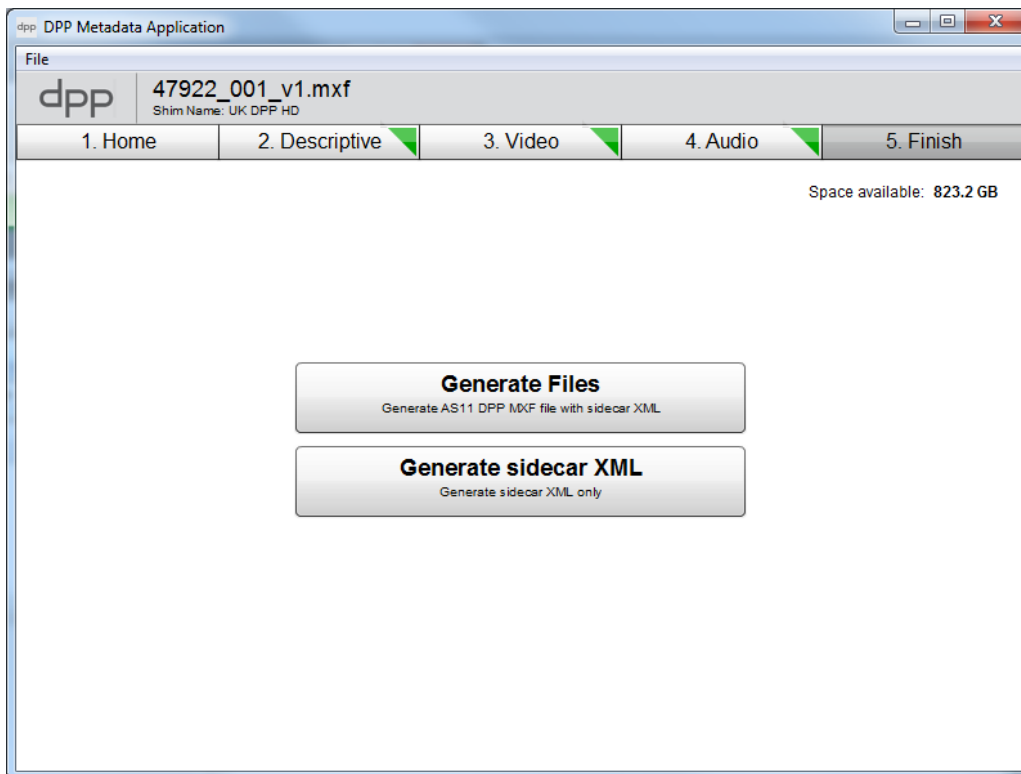 dpp DPP Metadata Application
File
dpp
47922_001_v1.mxf
Shim Name: UK DPP HD
1. Home 2. Descriptive 3. Video 4. Audio 5. Finish
Space available: 823.2 GB
Generate Files
Generate AS11 DPP MXF file with sidecar XML
Generate sidecar XML
Generate sidecar XML only